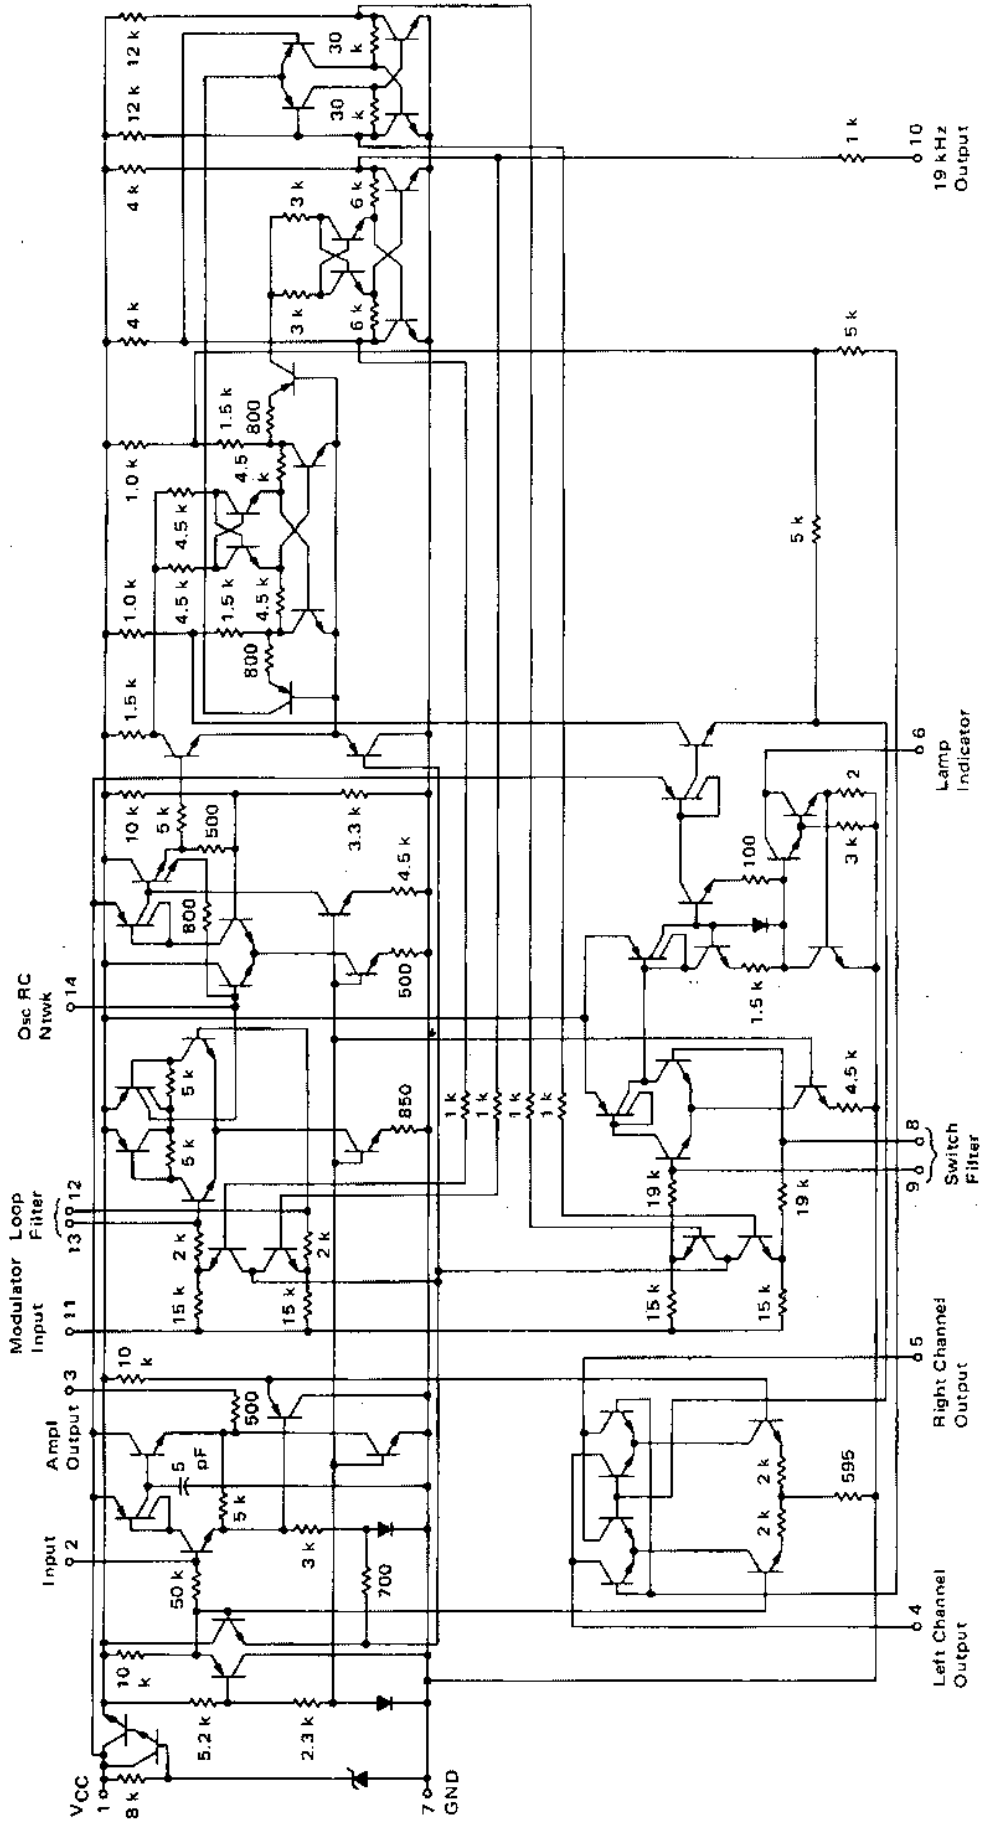 VCC
1
8 k
7
GND
10
k
5.2 k
2.3 k
Input
2
50 k
700
3 k
5 k
5
pF
Ampl
Output
3
500
10
k
Modulator
Input
11
15 k
15 k
Loop
Filter
13
12
2 k
2 k
5 k
5 k
850
Osc RC
Ntwk
14
800
500
10 k
5 k
500
3.3 k
4.5 k
1.5 k
800
1.0 k
4.5 k
1.5 k
4.5 k
4.5 k
1.0 k
1.5 k
800
4.5
k
4 k
3 k
6 k
4 k
3 k
6 k
12 k
12 k
30
k
30
k
1 k
1 k
1 k
1 k
4
Left Channel
Output
2 k
2 k
595
5
Right Channel
Output
15 k
15 k
19 k
19 k
9
8
Switch
Filter
4.5 k
1.5 k
100
3 k
2
6
Lamp
Indicator
5 k
5 k
1 k
10
19 kHz
Output